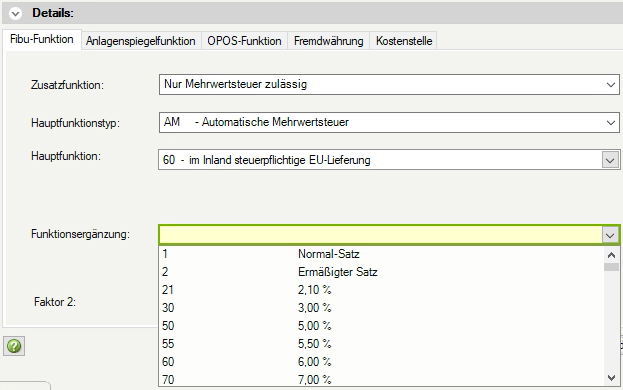 Details:
Fibu-Funktion Anlagenspiegelfunktion OPOS-Funktion Fremdwährung Kostenstelle
Zusatzfunktion: Nur Mehrwertsteuer zulässig
Hauptfunktionstyp: AM - Automatische Mehrwertsteuer
Hauptfunktion: 60 - im Inland steuerpflichtige EU-Lieferung
Funktionsergänzung:
1 Normal-Satz
2 Ermäßigter Satz
21 2,10 %
Faktor 2:
30 3,00 %
50 5,00 %
55 5,50 %
60 6,00 %
70 7,00 %